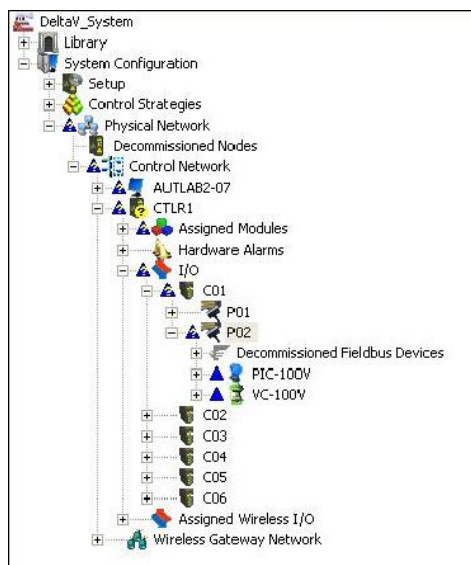 DeltaV_System
Library
System Configuration
Setup
Control Strategies
Physical Network
Decommissioned Nodes
Control Network
AUTLAB2-07
CTLR1
Assigned Modules
Hardware Alarms
I/O
C01
P01
P02
Decommissioned Fieldbus Devices
PIC-100V
VC-100V
C02
C03
C04
C05
C06
Assigned Wireless I/O
Wireless Gateway Network